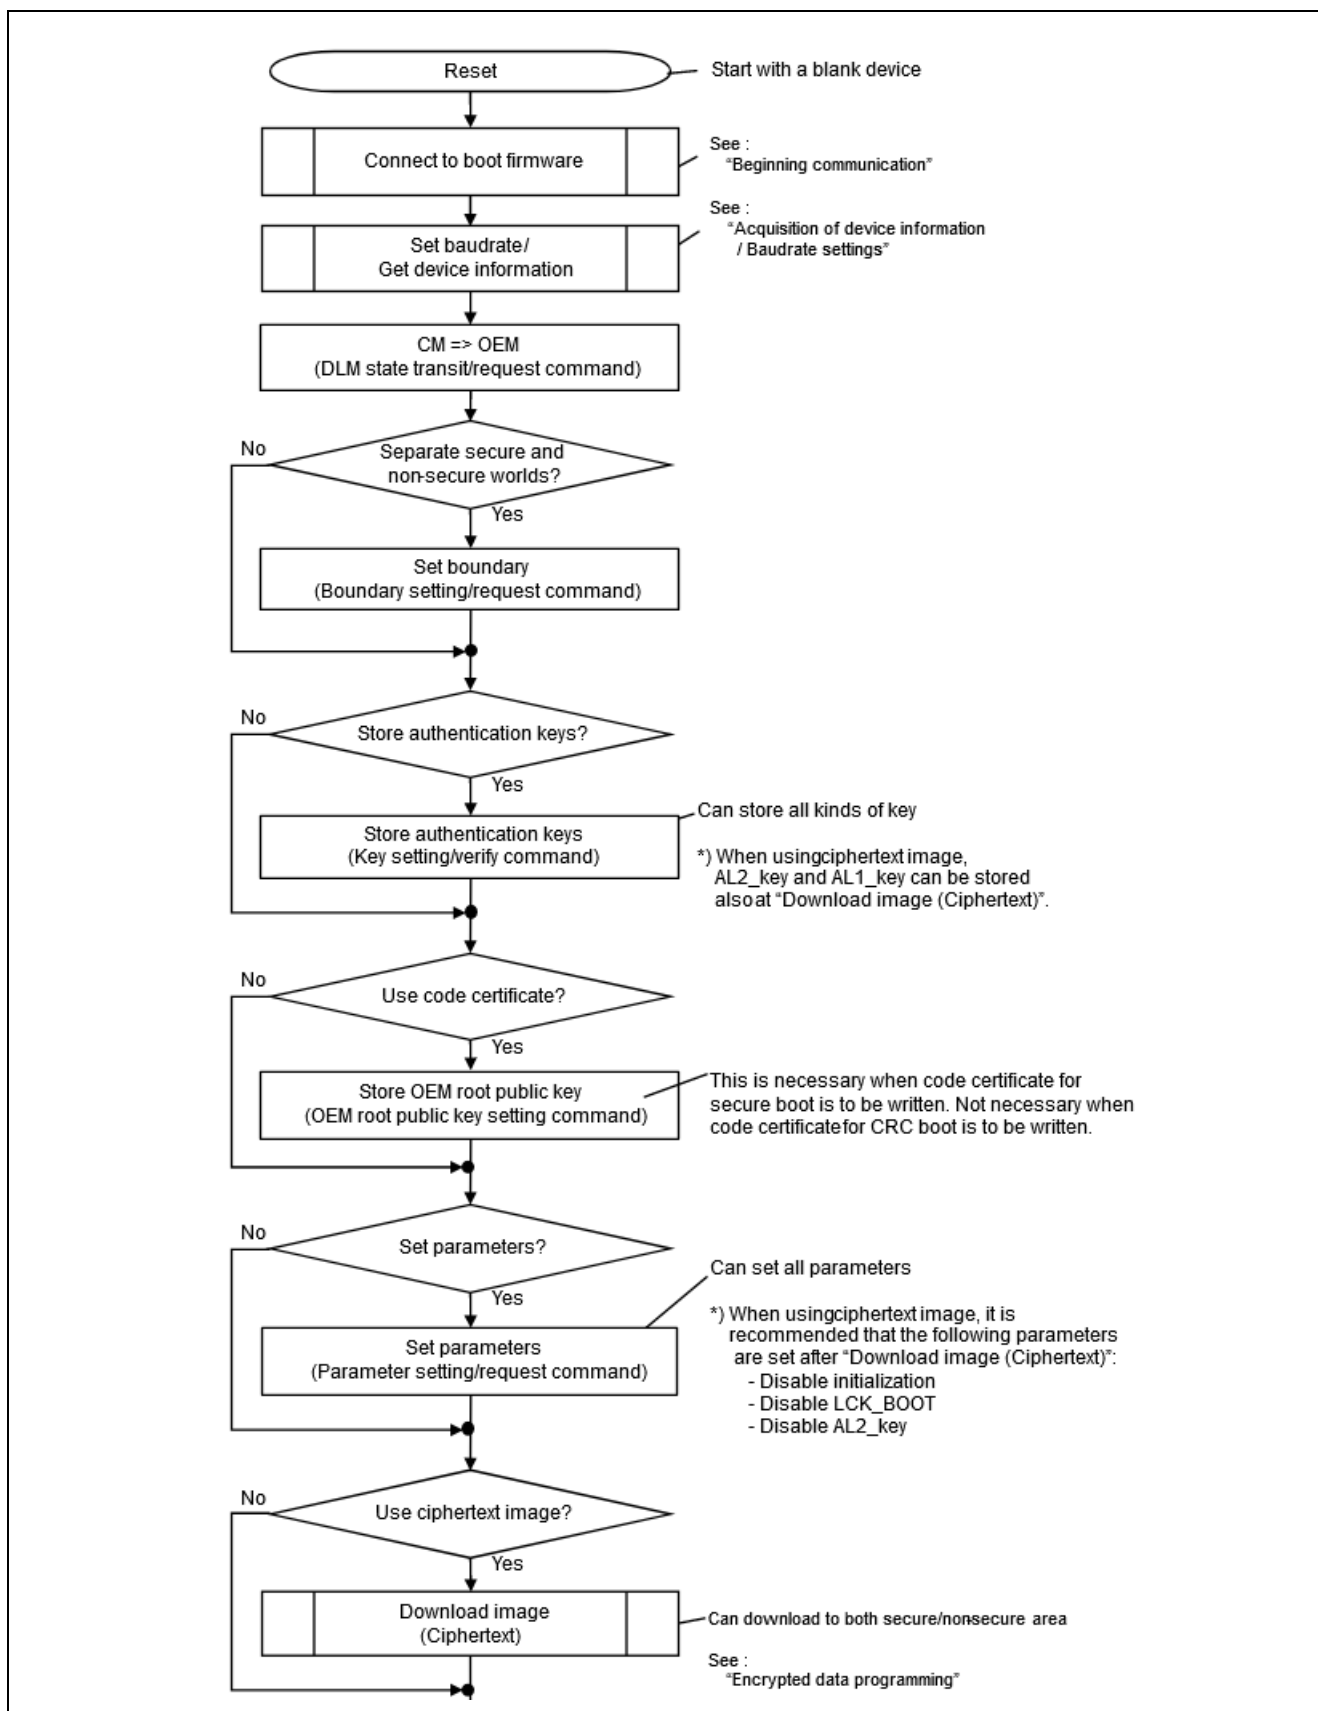 Reset
Start with a blank device
Connect to boot firmware
See :
“Beginning communication”
Set baudrate/
Get device information
See :
“Acquisition of device information
/ Baudrate settings”
CM => OEM
(DLM state transit/request command)
Separate secure and
non-secure worlds?
No
Yes
Set boundary
(Boundary setting/request command)
Store authentication keys?
No
Yes
Store authentication keys
(Key setting/verify command)
Can store all kinds of key
*) When usingciphertext image,
AL2_key and AL1_key can be stored
alsoat “Download image (Ciphertext)”.
Use code certificate?
No
Yes
Store OEM root public key
(OEM root public key setting command)
This is necessary when code certificate for
secure boot is to be written. Not necessary when
code certificate for CRC boot is to be written.
Set parameters?
No
Yes
Set parameters
(Parameter setting/request command)
Can set all parameters
*) When usingciphertext image, it is
recommended that the following parameters
are set after “Download image (Ciphertext)”:
- Disable initialization
- Disable LCK_BOOT
- Disable AL2_key
Use ciphertext image?
No
Yes
Download image
(Ciphertext)
Can download to both secure/nonsecure area
See :
“Encrypted data programming”